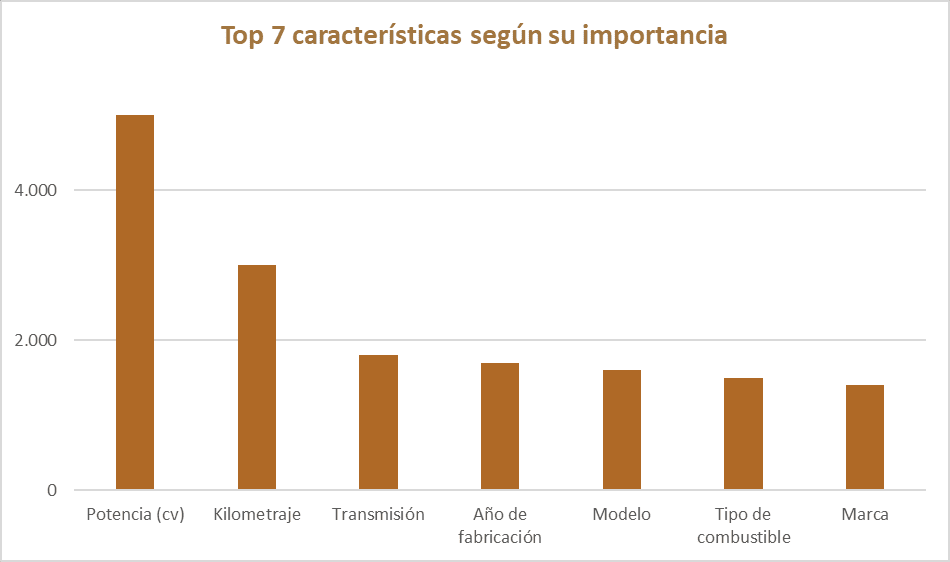 Top 7 características según su importancia
4.000
2.000
0
Potencia (cv)
Kilometraje
Transmisión
Año de
fabricación
Modelo
Tipo de
combustible
Marca